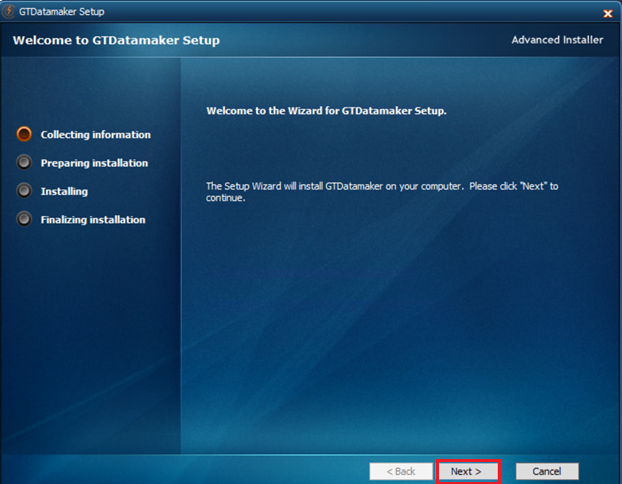 GTDatamaker Setup
Welcome to GTDatamaker Setup
Advanced Installer
Collecting information
Preparing installation
Installing
Finalizing installation
Welcome to the Wizard for GTDatamaker Setup.
The Setup Wizard will install GTDatamaker on your computer.  Please click "Next" to
continue.
< Back
Next >
Cancel